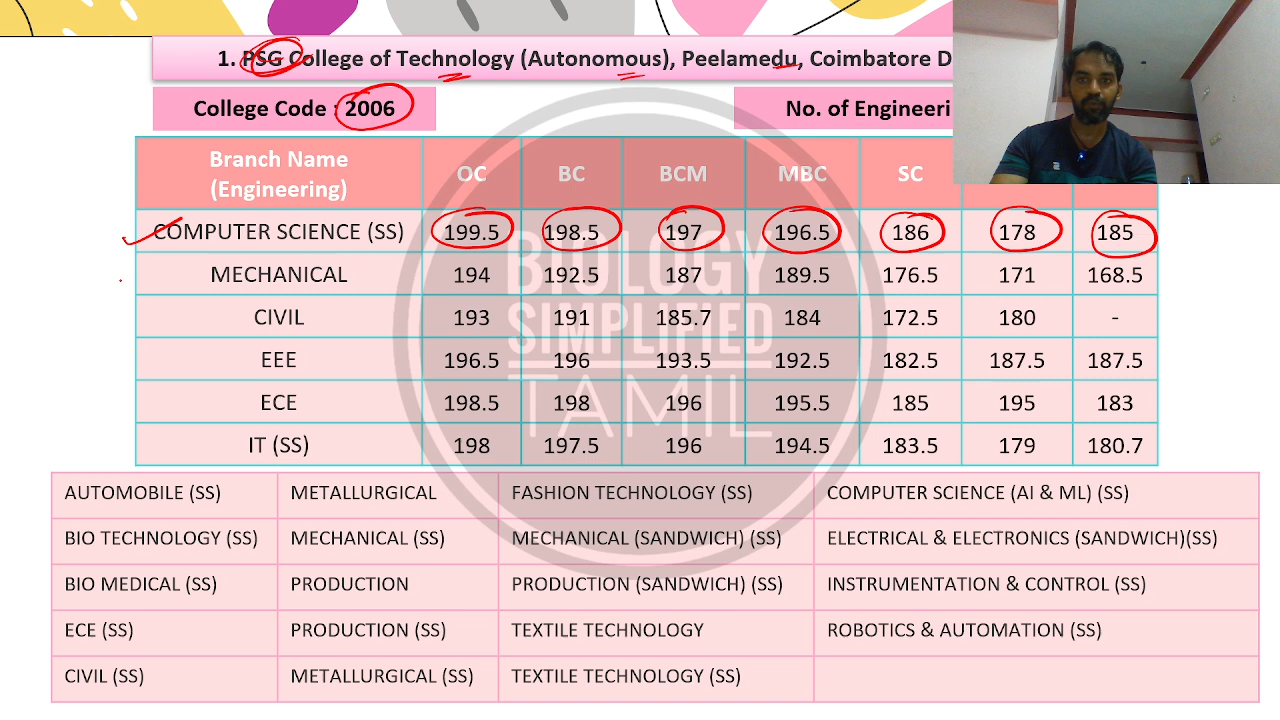 1. PSG College of Technology (Autonomous), Peelamedu, Coimbatore D
College Code : 2006
No. of Engineeri
Branch Name (Engineering) OC BC BCM MBC SC
COMPUTER SCIENCE (SS) 199.5 198.5 197 196.5 186 178 185
MECHANICAL 194 192.5 187 189.5 176.5 171 168.5
CIVIL 193 191 185.7 184 172.5 180 -
EEE 196.5 196 193.5 192.5 182.5 187.5 187.5
ECE 198.5 198 196 195.5 185 195 183
IT (SS) 198 197.5 196 194.5 183.5 179 180.7
BIOLOGY
SIMPLIFIED
TAMIL
AUTOMOBILE (SS) METALLURGICAL FASHION TECHNOLOGY (SS) COMPUTER SCIENCE (AI & ML) (SS)
BIO TECHNOLOGY (SS) MECHANICAL (SS) MECHANICAL (SANDWICH) (SS) ELECTRICAL & ELECTRONICS (SANDWICH)(SS)
BIO MEDICAL (SS) PRODUCTION PRODUCTION (SANDWICH) (SS) INSTRUMENTATION & CONTROL (SS)
ECE (SS) PRODUCTION (SS) TEXTILE TECHNOLOGY ROBOTICS & AUTOMATION (SS)
CIVIL (SS) METALLURGICAL (SS) TEXTILE TECHNOLOGY (SS)